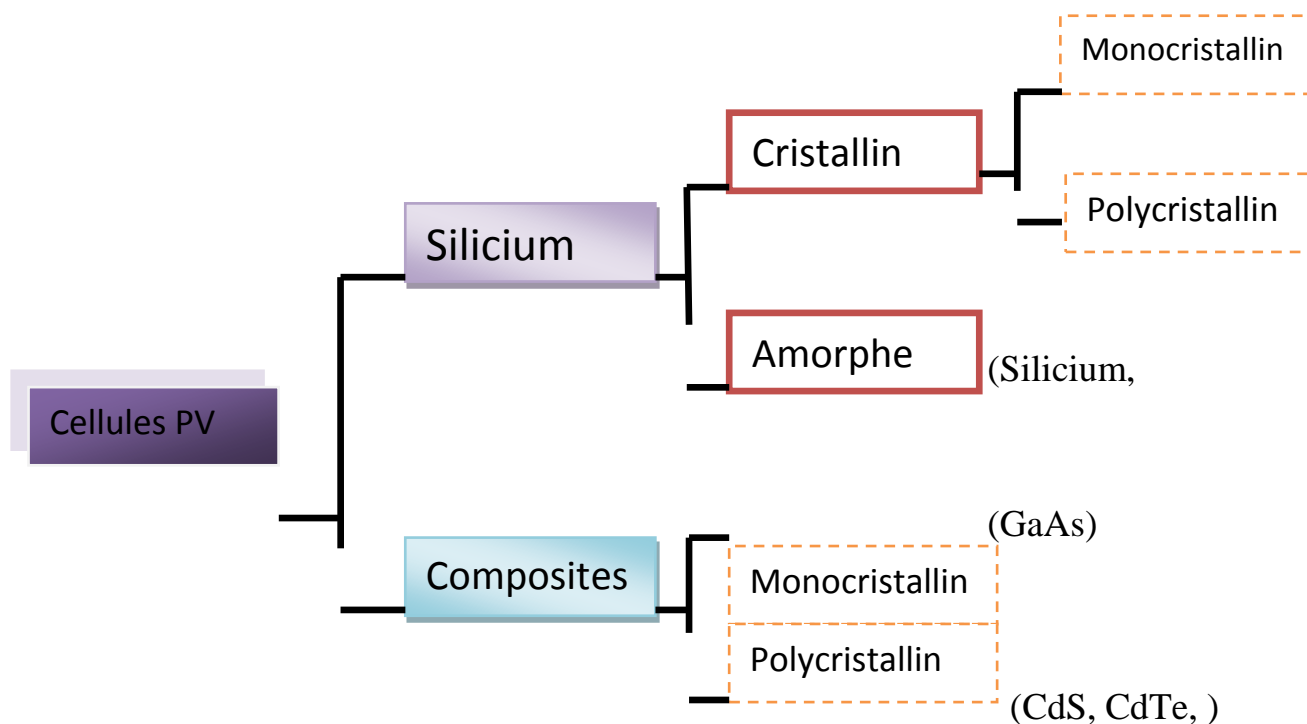 Monocristallin
Cristallin
Polycristallin
Silicium
Amorphe
(Silicium,
Cellules PV
(GaAs)
Composites
Monocristallin
Polycristallin
(CdS, CdTe, )